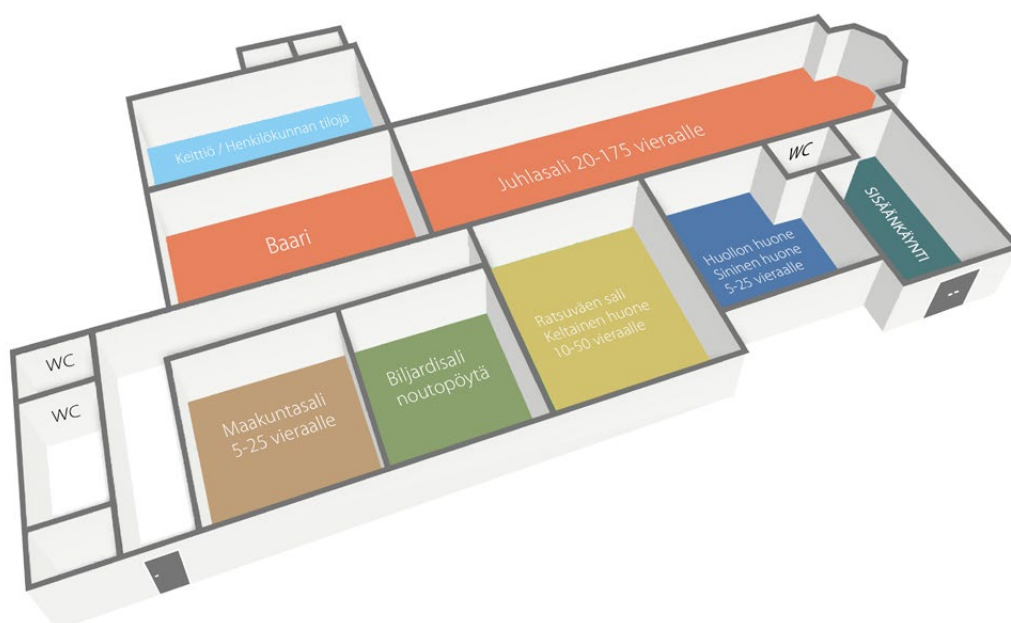 Keittiö / Henkilökunnan tiloja
Juhlasali 20-175 vieraalle
WC
Baari
SISÄÄNKÄYNTI
Huollon huone
Sininen huone
5-25 vieraalle
Ratsuväen sali
Keltainen huone
10-50 vieraalle
Biljardisali
noutopöytä
Maakuntasali
5-25 vieraalle
WC
WC